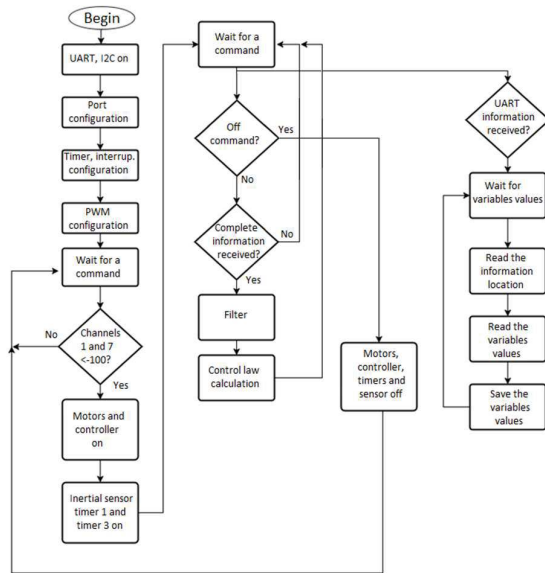 Begin
UART, I2C on
Port
configuration
Timer, interrup.
configuration
PWM
configuration
Wait for a
command
No
Channels
1 and 7
<-100?
Yes
Motors and
controller
on
Inertial sensor
timer 1 and
timer 3 on
Wait for a
command
Off
command?
Yes
No
Complete
information
received?
No
Yes
Filter
Control law
calculation
Motors,
controller,
timers and
sensor off
UART
information
received?
Wait for
variables values
Read the
information
location
Read the
variables
values
Save the
variables
values